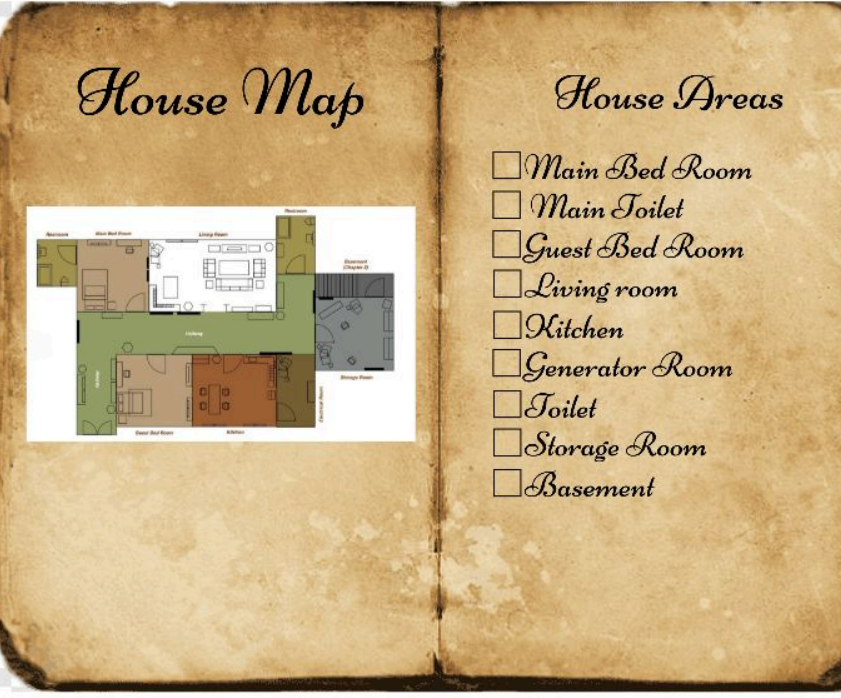 House Map
Restroom
Main Bed Room
Living Room
Restroom
Basement
(Chapter 2)
Hallway
Hallway
Storage Room
Electrical Room
Guest Bed Room
Kitchen
House Areas
Main Bed Room
Main Toilet
Guest Bed Room
Living room
Kitchen
Generator Room
Toilet
Storage Room
Basement